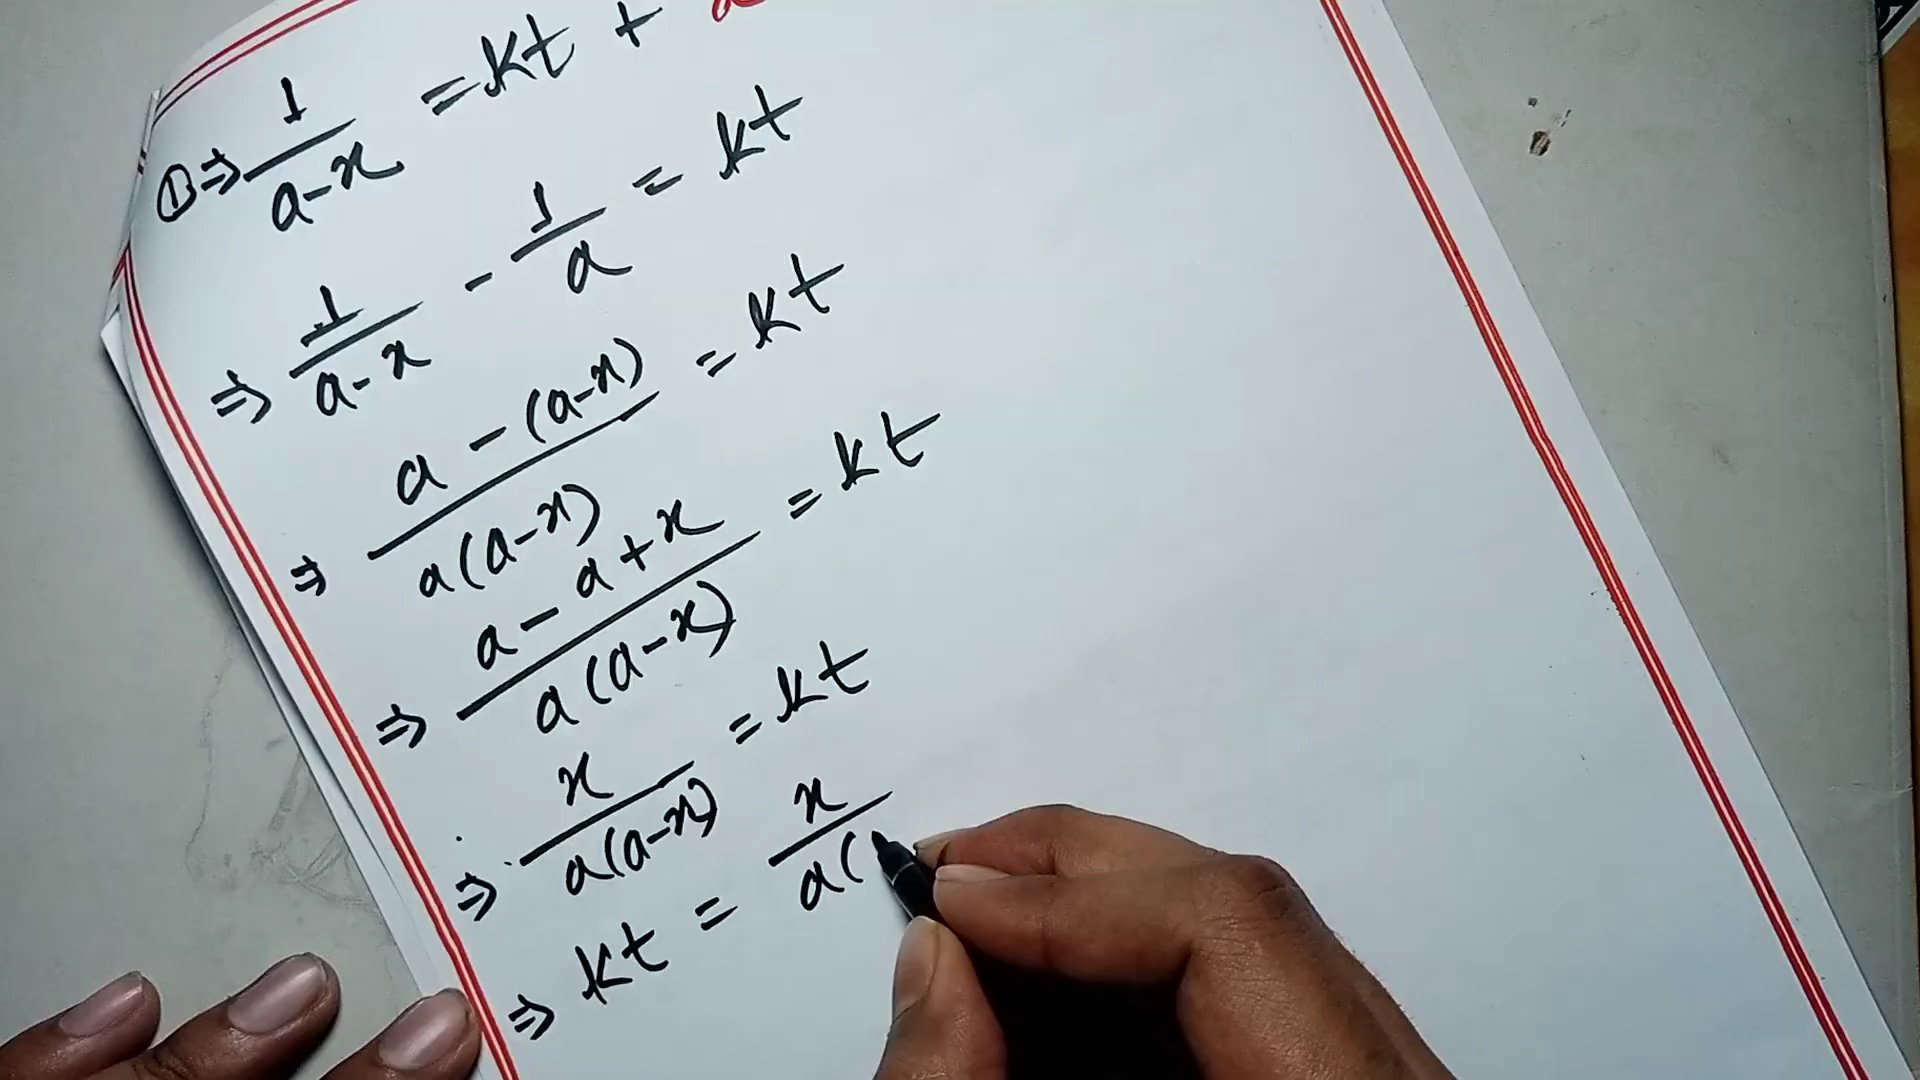 ① ⇒ 1/(a-x) = kt +
⇒ 1/(a-x) - 1/a = kt
⇒ (a-(a-x))/(a(a-x)) = kt
⇒ (a-a+x)/(a(a-x)) = kt
⇒ x/(a(a-x)) = kt
⇒ kt = x/(a(